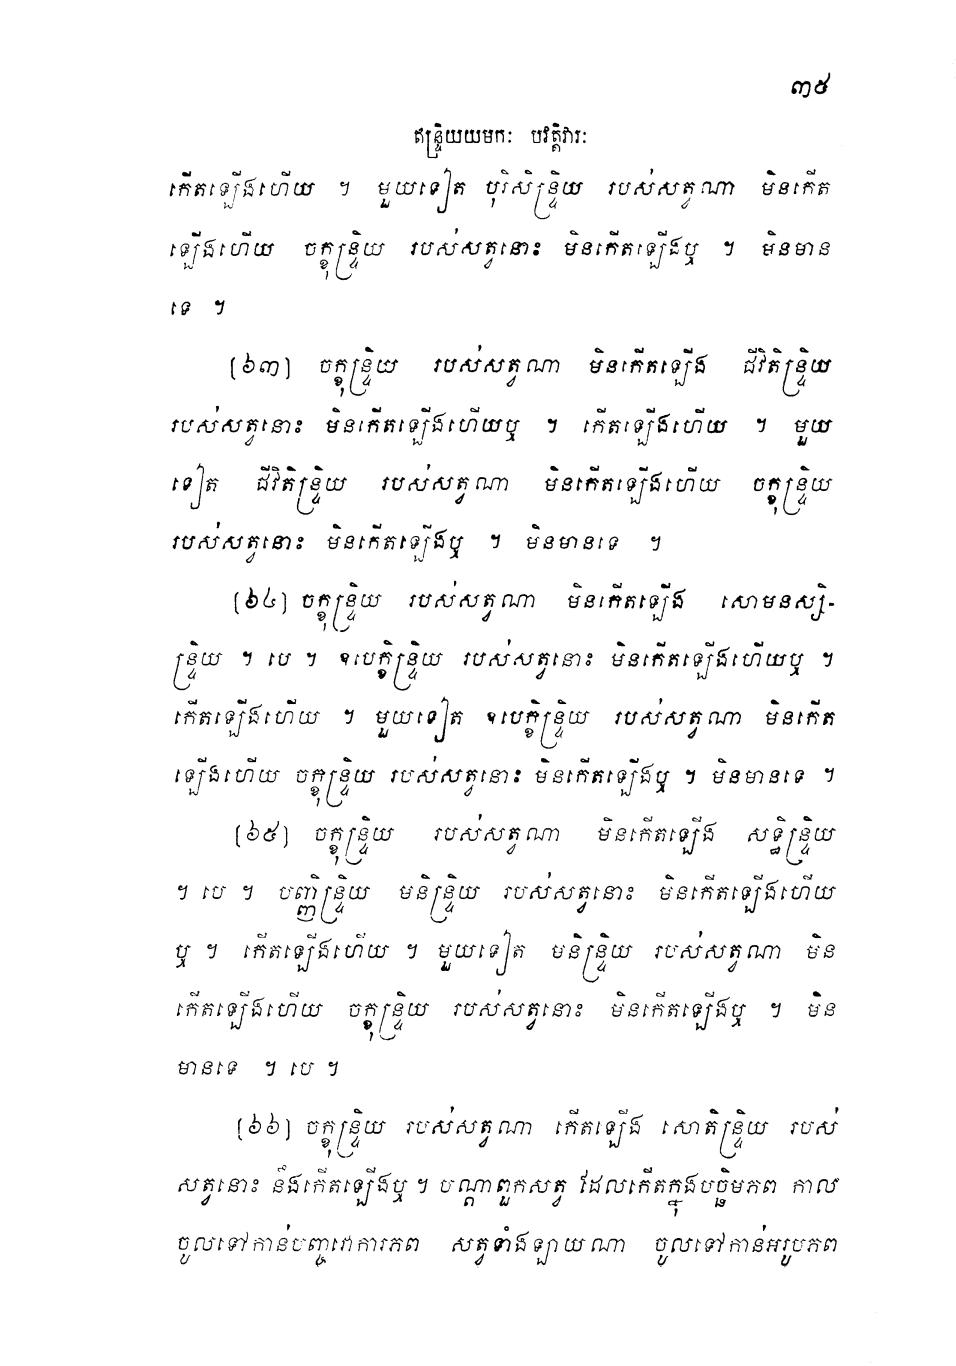 ៣៥
ឥន្ទ្រិយយមកៈ បវត្តិវារៈ
កើតឡើងហើយ ។ មួយទៀត បុរិសិន្ទ្រិយ របស់សត្វណា មិនកើត
ឡើងហើយ ចក្ខុន្ទ្រិយ របស់សត្វនោះ មិនកើតឡើងឬ ។ មិនមាន
ទេ ។
(៦៣) ចក្ខុន្ទ្រិយ របស់សត្វណា មិនកើតឡើង ជីវិតិន្ទ្រិយ
របស់សត្វនោះ មិនកើតឡើងហើយឬ ។ កើតឡើងហើយ ។ មួយ
ទៀត ជីវិតិន្ទ្រិយ របស់សត្វណា មិនកើតឡើងហើយ ចក្ខុន្ទ្រិយ
របស់សត្វនោះ មិនកើតឡើងឬ ។ មិនមានទេ ។
(៦៤) ចក្ខុន្ទ្រិយ របស់សត្វណា មិនកើតឡើង សោមនស្សិ-
ន្ទ្រិយ ។ បេ ។ ឧបេក្ខិន្ទ្រិយ របស់សត្វនោះ មិនកើតឡើងហើយឬ ។
កើតឡើងហើយ ។ មួយទៀត ឧបេក្ខិន្ទ្រិយ របស់សត្វណា មិនកើត
ឡើងហើយ ចក្ខុន្ទ្រិយ របស់សត្វនោះ មិនកើតឡើងឬ ។ មិនមានទេ ។
(៦៥) ចក្ខុន្ទ្រិយ របស់សត្វណា មិនកើតឡើង សទ្ធិន្ទ្រិយ
។ បេ ។ បញ្ញិន្ទ្រិយ មនិន្ទ្រិយ របស់សត្វនោះ មិនកើតឡើងហើយ
ឬ ។ កើតឡើងហើយ ។ មួយទៀត មនិន្ទ្រិយ របស់សត្វណា មិន
កើតឡើងហើយ ចក្ខុន្ទ្រិយ របស់សត្វនោះ មិនកើតឡើងឬ ។ មិន
មានទេ ។ បេ ។
(៦៦) ចក្ខុន្ទ្រិយ របស់សត្វណា កើតឡើង សោតិន្ទ្រិយ របស់
សត្វនោះ នឹងកើតឡើងឬ ។ បណ្តាពួកសត្វ ដែលកើតក្នុងបច្ឆិមភព កាល
ចូលទៅកាន់បញ្ចវោការភព សត្វទាំងឡាយណា ចូលទៅកាន់អរូបភព